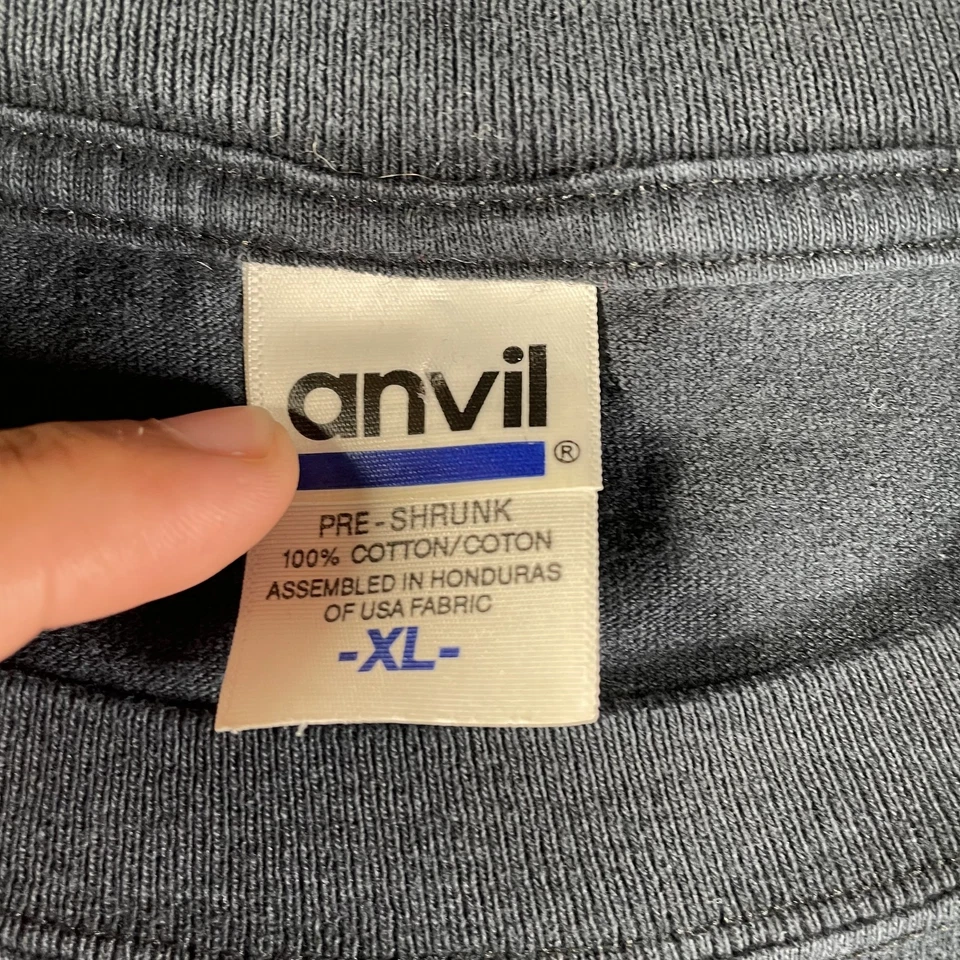 anvil
®
PRE-SHRUNK
100% COTTON/COTON
ASSEMBLED IN HONDURAS
OF USA FABRIC
-XL-